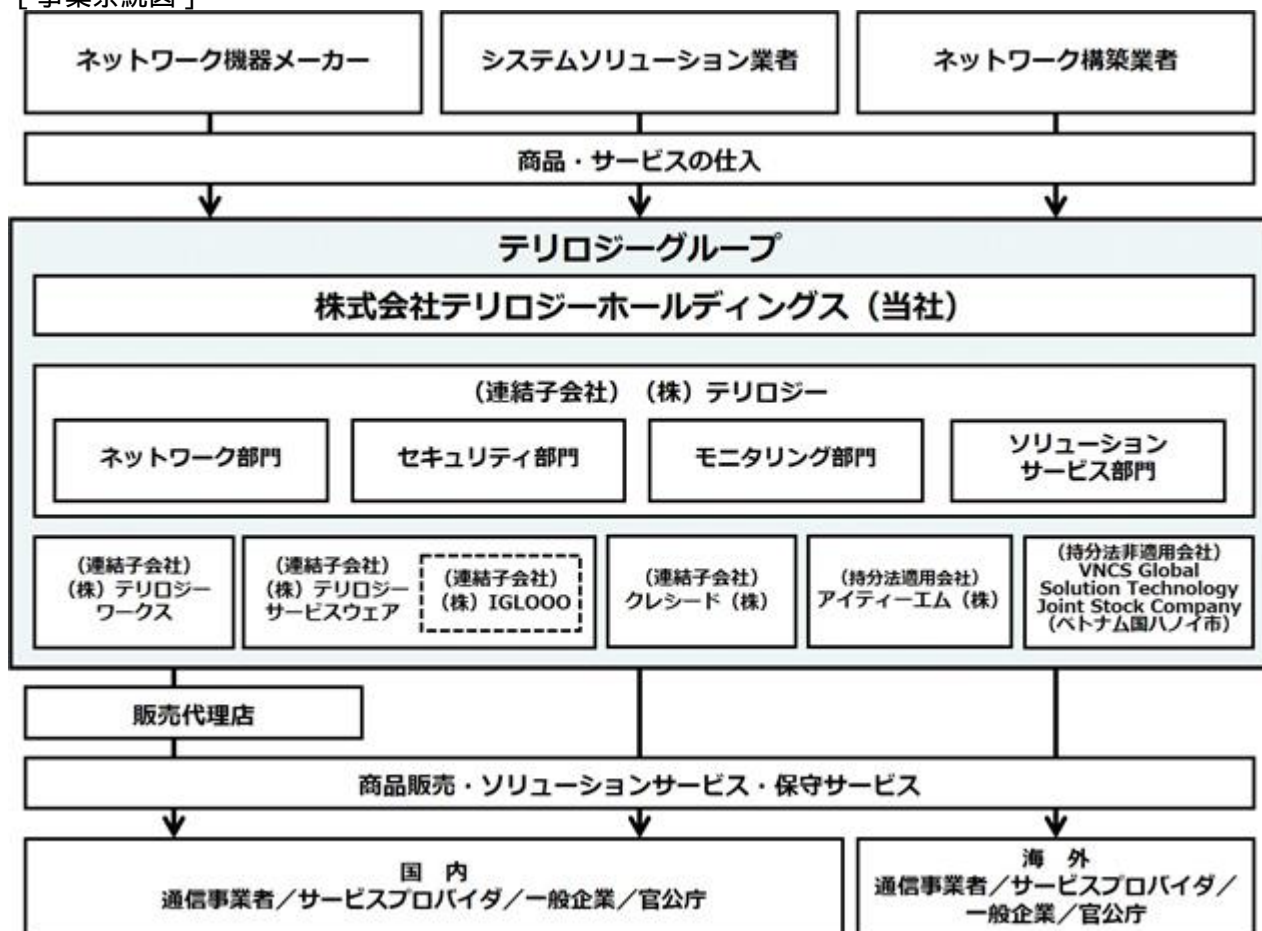 [ 事業系統図 ]
ネットワーク機器メーカー
システムソリューション業者
ネットワーク構築業者
商品・サービスの仕入
テリロジーグループ
株式会社テリロジーホールディングス（当社）
（連結子会社）（株）テリロジー
ネットワーク部門
セキュリティ部門
モニタリング部門
ソリューション
サービス部門
（連結子会社）
（株）テリロジー
ワークス
（連結子会社）
（株）テリロジー
サービスウェア
（連結子会社）
（株）IGLOOO
（連結子会社）
クレシード（株）
（持分法適用会社）
アイティーエム（株）
（持分法非適用会社）
VNCS Global
Solution Technology
Joint Stock Company
（ベトナム国ハノイ市）
販売代理店
商品販売・ソリューションサービス・保守サービス
国　内
通信事業者／サービスプロバイダ／一般企業／官公庁
海　外
通信事業者／サービスプロバイダ／
一般企業／官公庁